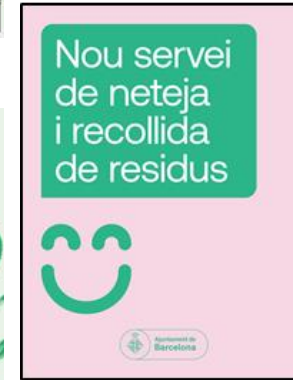 Nou servei
de neteja
i recollida
de residus
Ajuntament de
Barcelona